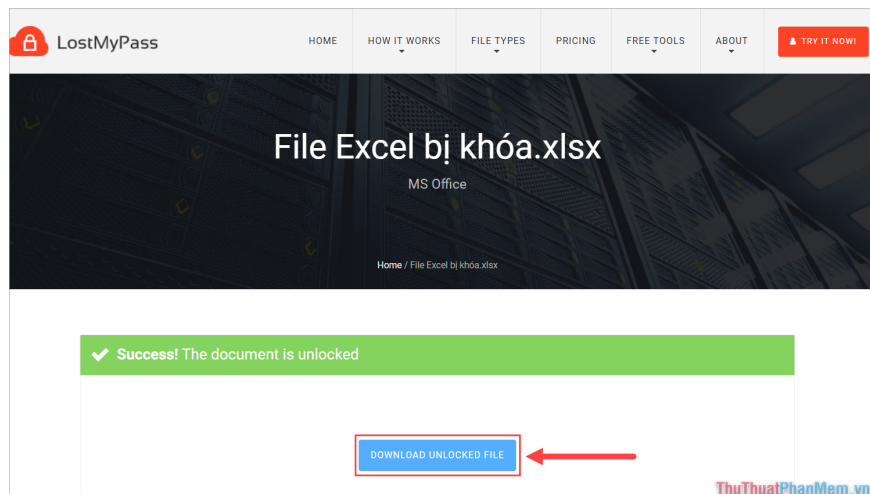 LostMyPass
HOME
HOW IT WORKS
FILE TYPES
PRICING
FREE TOOLS
ABOUT
TRY IT NOW!
File Excel bị khóa.xlsx
MS Office
Home / File Excel bị khóa.xlsx
Success! The document is unlocked
DOWNLOAD UNLOCKED FILE
ThuThuatPhanMem.vn